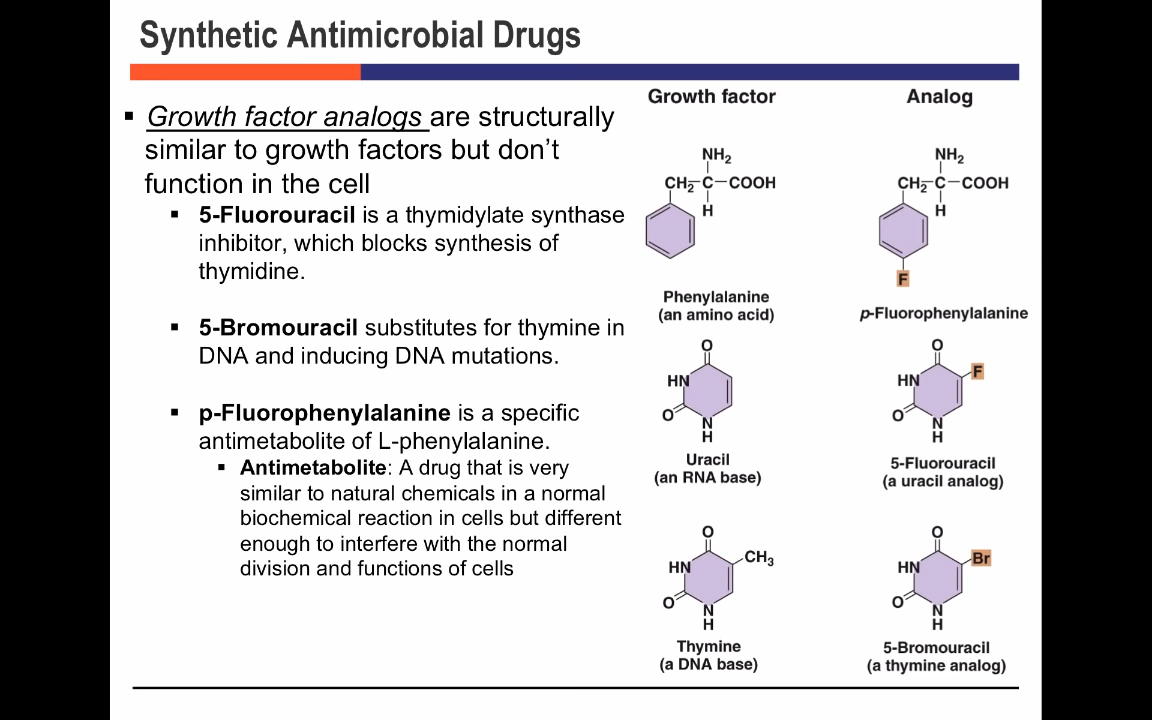 Synthetic Antimicrobial Drugs
▪ Growth factor analogs are structurally
similar to growth factors but don't
function in the cell
▪ 5-Fluorouracil is a thymidylate synthase
inhibitor, which blocks synthesis of
thymidine.
▪ 5-Bromouracil substitutes for thymine in
DNA and inducing DNA mutations.
▪ p-Fluorophenylalanine is a specific
antimetabolite of L-phenylalanine.
▪ Antimetabolite: A drug that is very
similar to natural chemicals in a normal
biochemical reaction in cells but different
enough to interfere with the normal
division and functions of cells
Growth factor
Analog
NH₂
CH₂–C–COOH
H
Phenylalanine
(an amino acid)
NH₂
CH₂–C–COOH
H
F
p-Fluorophenylalanine
O
HN
O
N
H
Uracil
(an RNA base)
O
F
HN
O
N
H
5-Fluorouracil
(a uracil analog)
O
CH₃
HN
O
N
H
Thymine
(a DNA base)
O
Br
HN
O
N
H
5-Bromouracil
(a thymine analog)